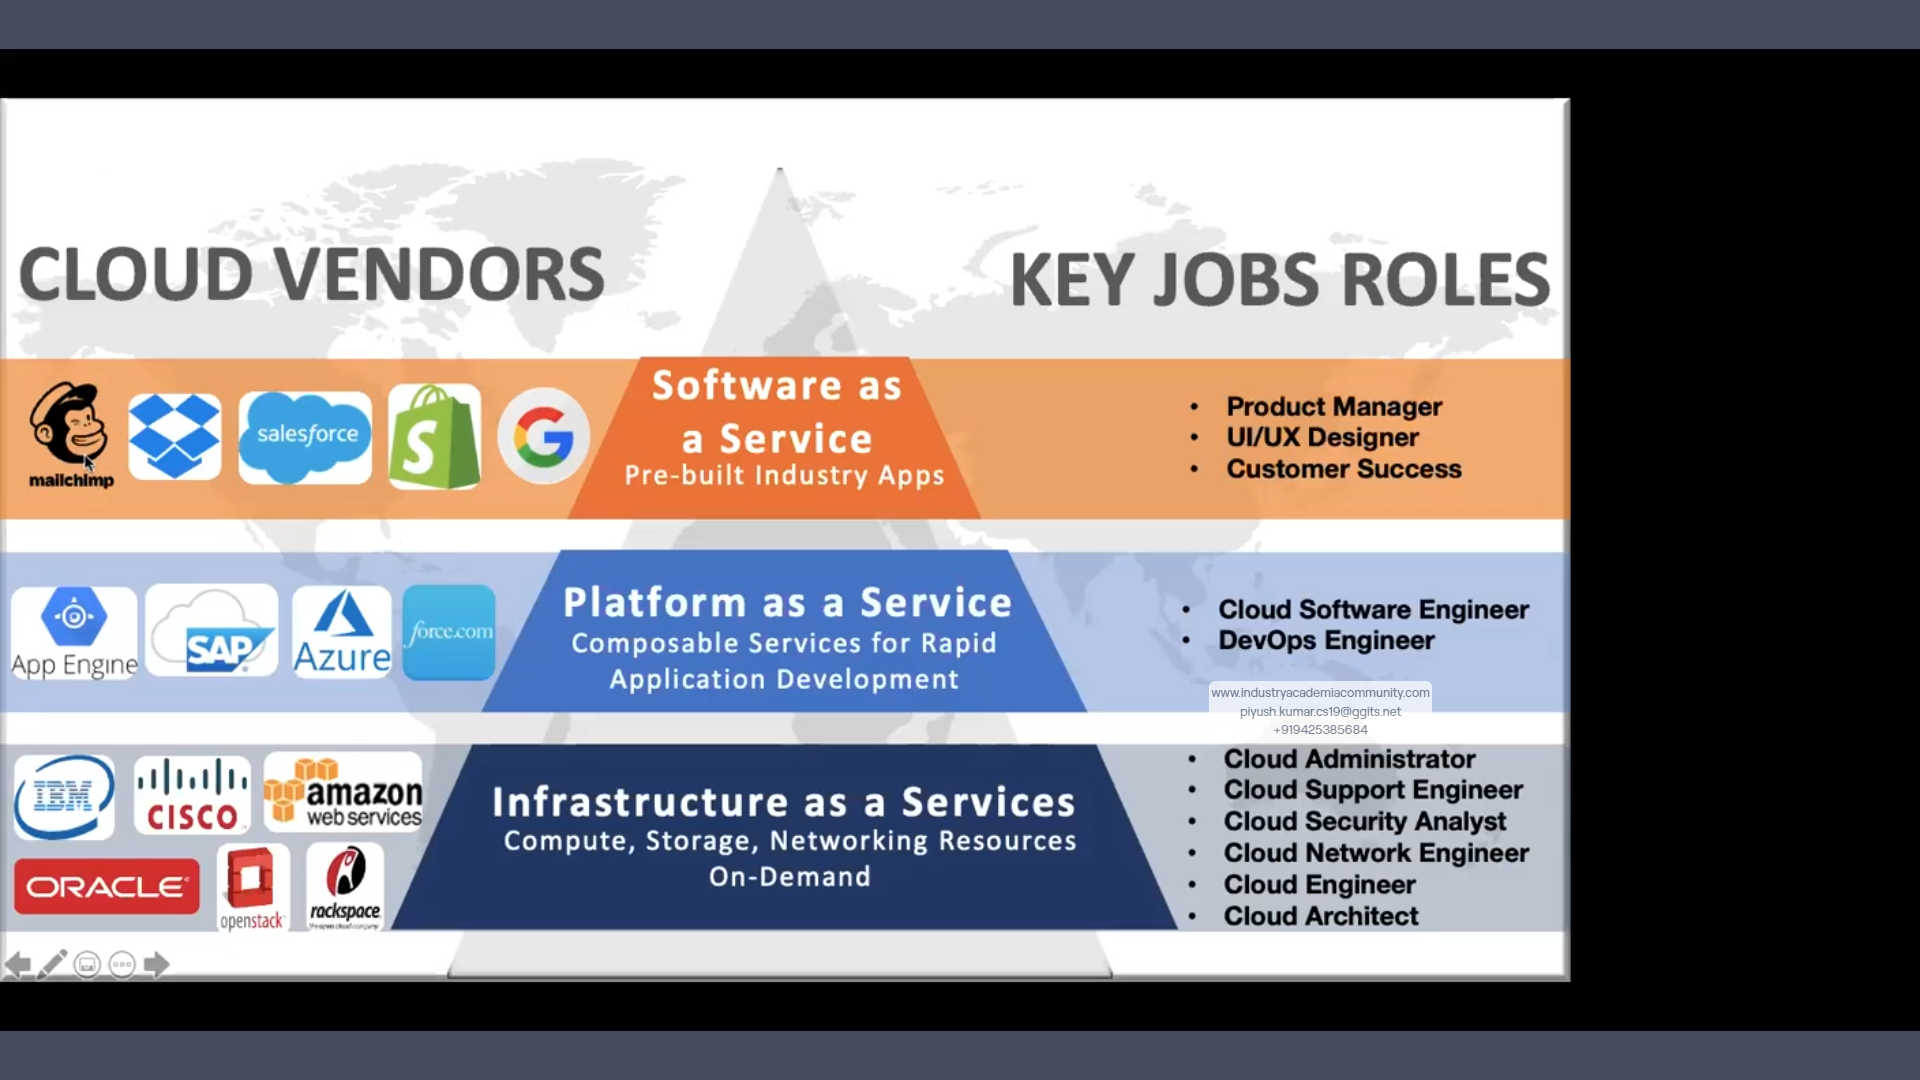 CLOUD VENDORS
KEY JOBS ROLES
mailchimp
salesforce
S
G
Software as
a Service
Pre-built Industry Apps
• Product Manager
• UI/UX Designer
• Customer Success
App Engine
SAP
Azure
force.com
Platform as a Service
Composable Services for Rapid
Application Development
• Cloud Software Engineer
• DevOps Engineer
www.industryacademiacommunity.com
piyush.kumar.cs19@ggits.net
+919425385684
IBM
CISCO
amazon
web services
ORACLE
openstack
rackspace
the open cloud company
Infrastructure as a Services
Compute, Storage, Networking Resources
On-Demand
• Cloud Administrator
• Cloud Support Engineer
• Cloud Security Analyst
• Cloud Network Engineer
• Cloud Engineer
• Cloud Architect